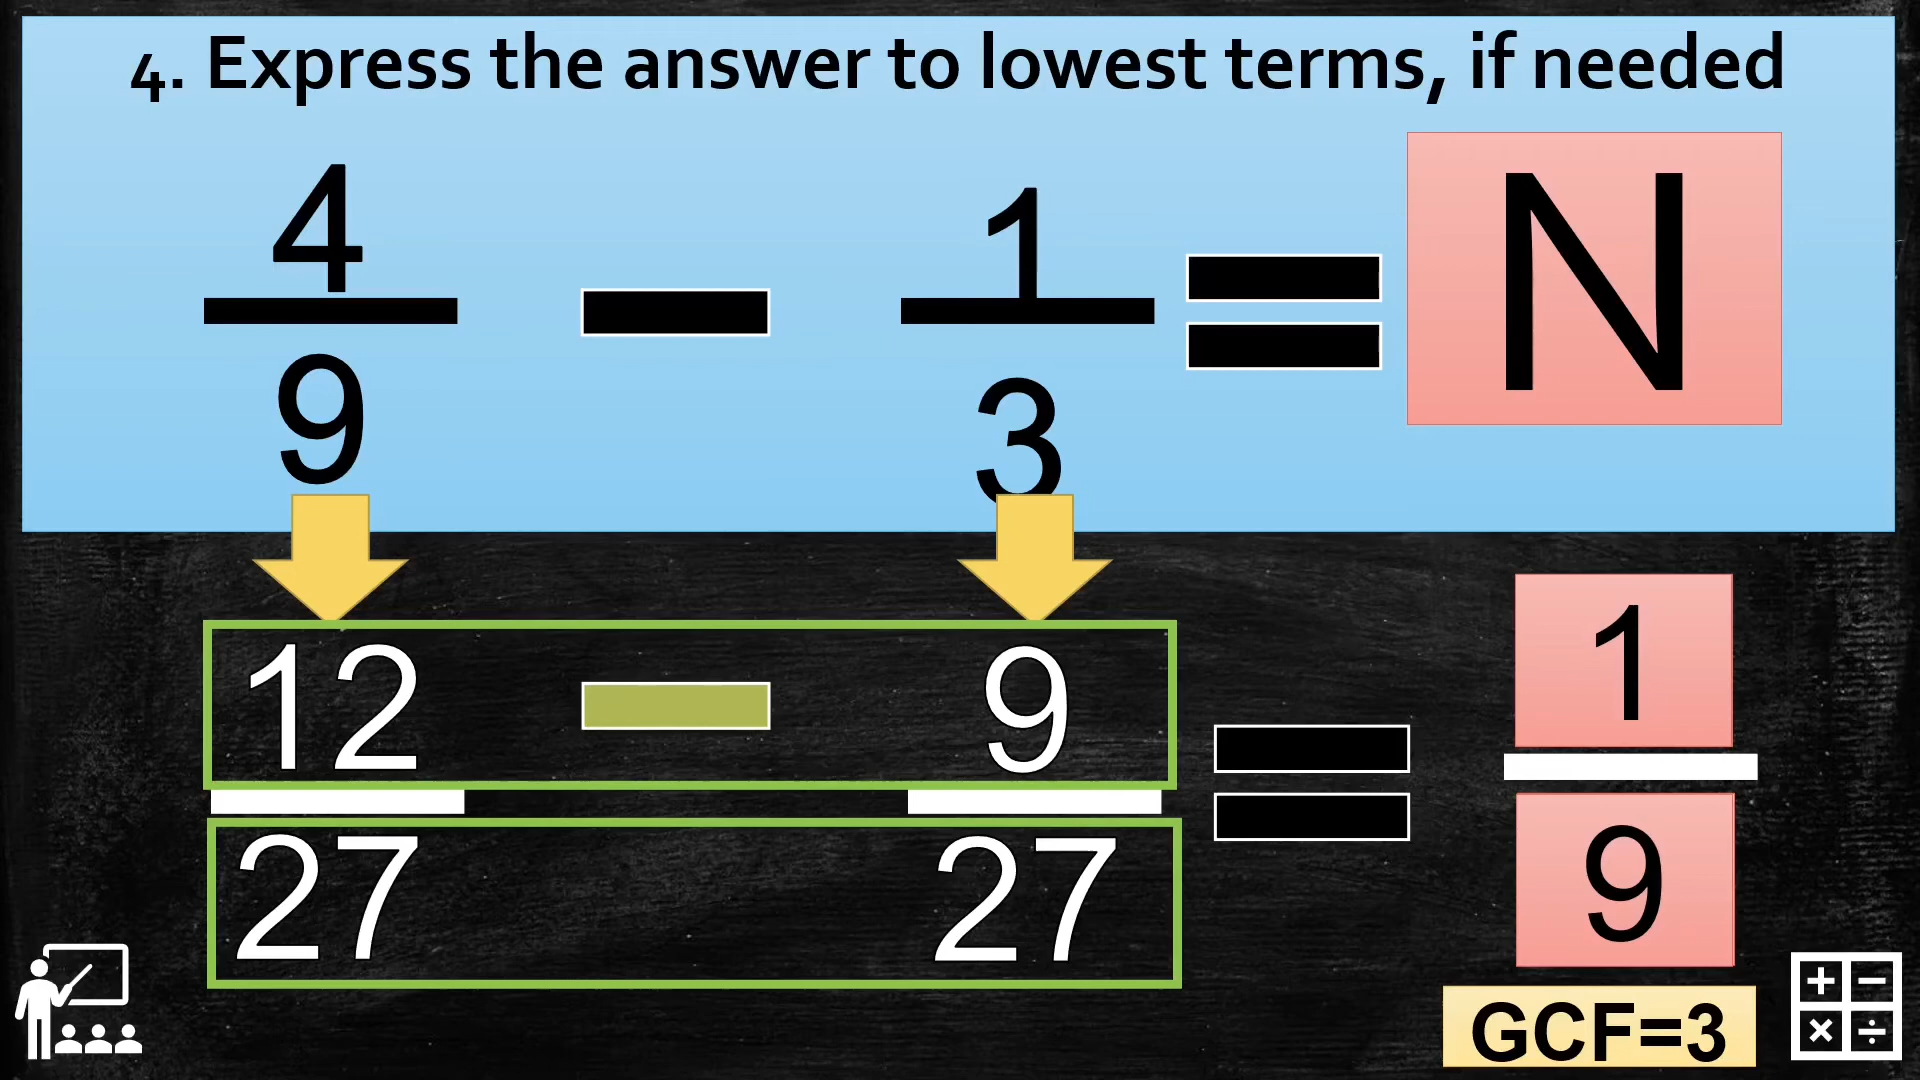 4. Express the answer to lowest terms, if needed
4 1
— = N
9 3
12 — 9 1
=
27 27 9
GCF=3
+ −
× ÷